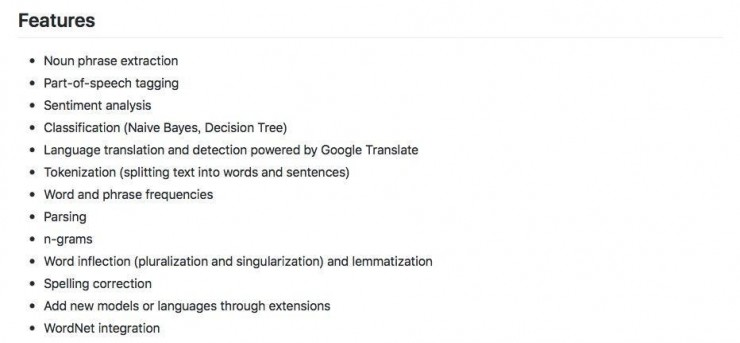 Features
• Noun phrase extraction
• Part-of-speech tagging
• Sentiment analysis
• Classification (Naive Bayes, Decision Tree)
• Language translation and detection powered by Google Translate
• Tokenization (splitting text into words and sentences)
• Word and phrase frequencies
• Parsing
• n-grams
• Word inflection (pluralization and singularization) and lemmatization
• Spelling correction
• Add new models or languages through extensions
• WordNet integration